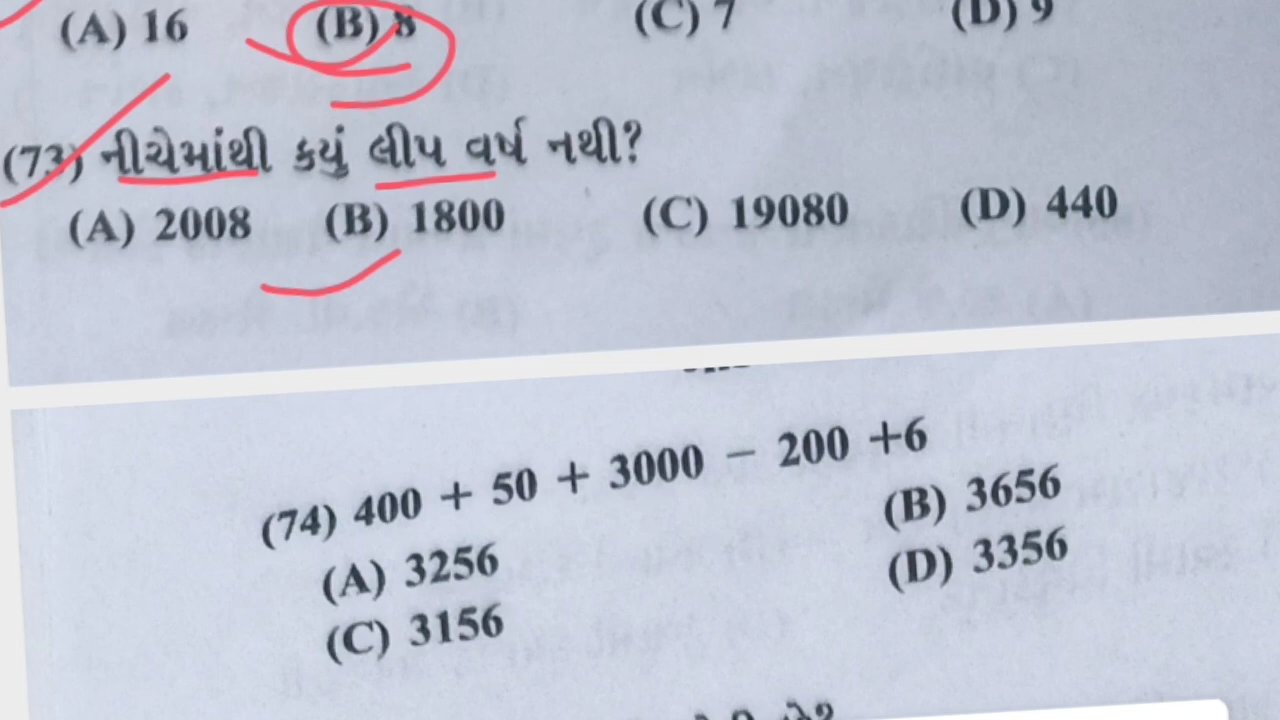 (A) 16 (B) 8 (C) 7 (D) 9
(73) નીચેમાંથી કયું લીપ વર્ષ નથી?
(A) 2008 (B) 1800 (C) 19080 (D) 440
(74) 400 + 50 + 3000 − 200 +6
(A) 3256 (B) 3656
(C) 3156 (D) 3356